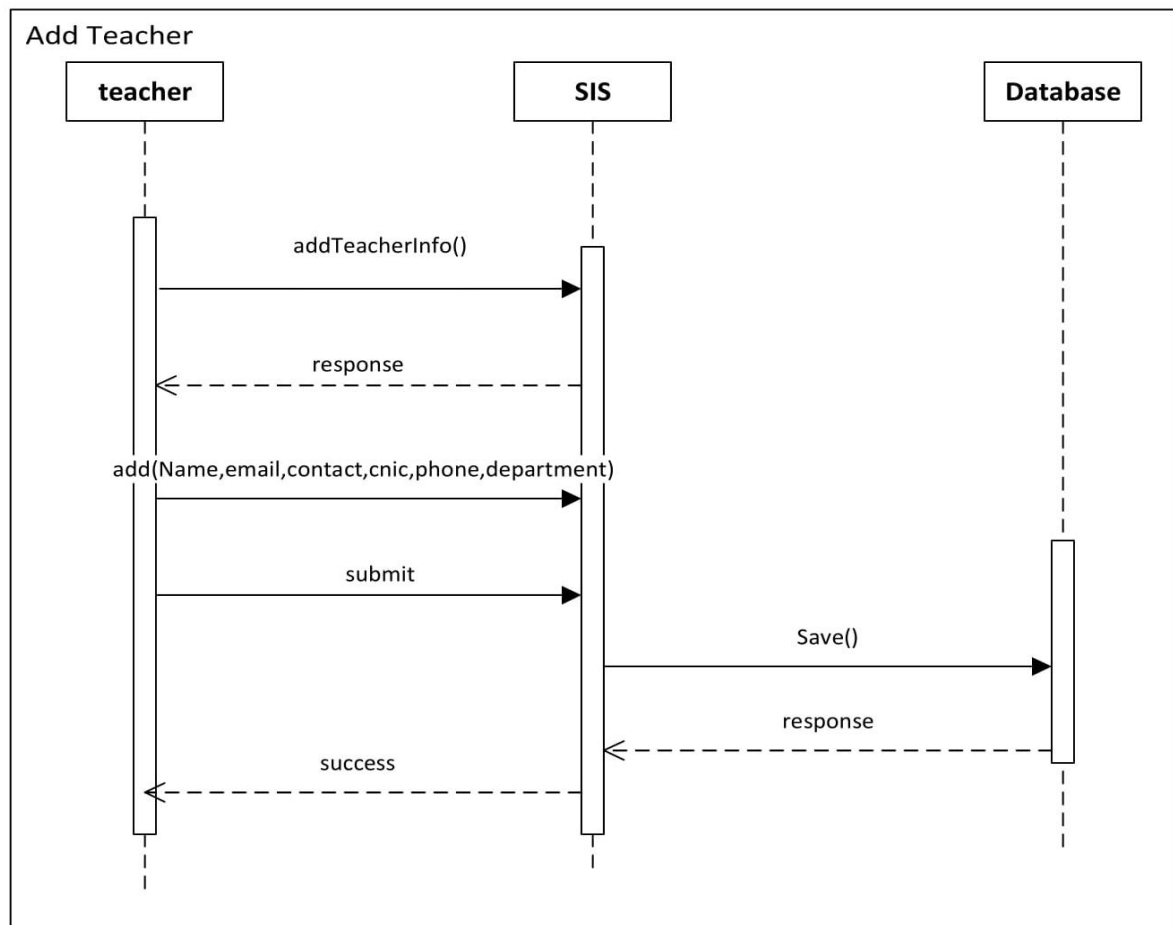 Add Teacher
teacher
SIS
Database
addTeacherInfo()
response
add(Name,email,contact,cnic,phone,department)
submit
Save()
response
success